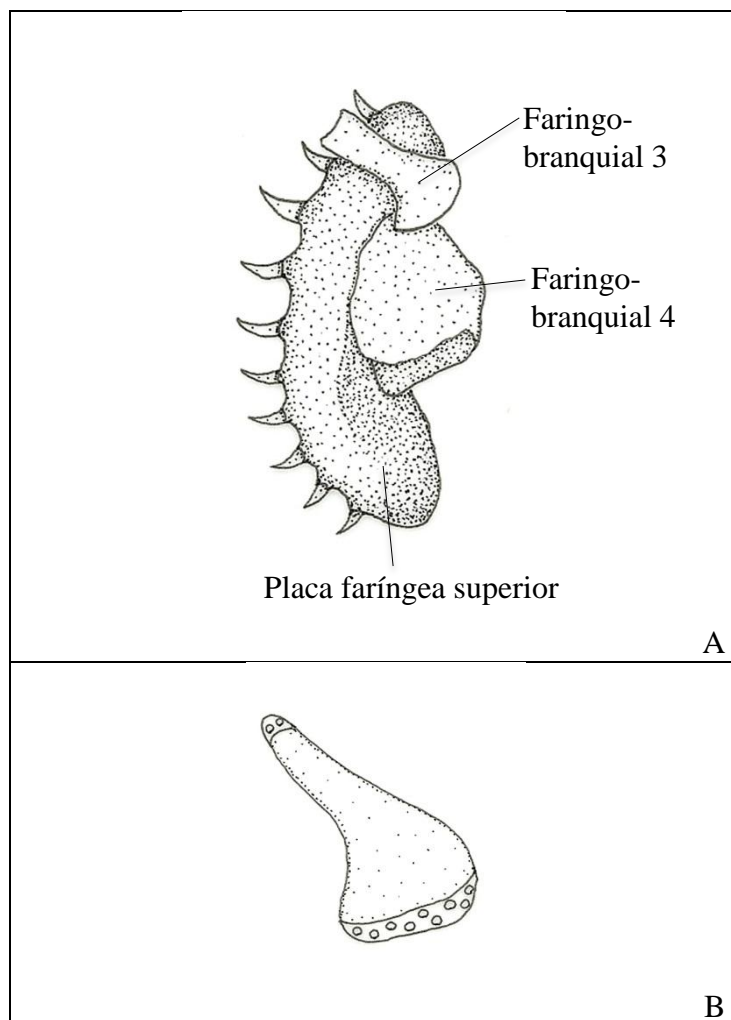 Faringo-
branquial 3
Faringo-
branquial 4
Placa faríngea superior
A
B